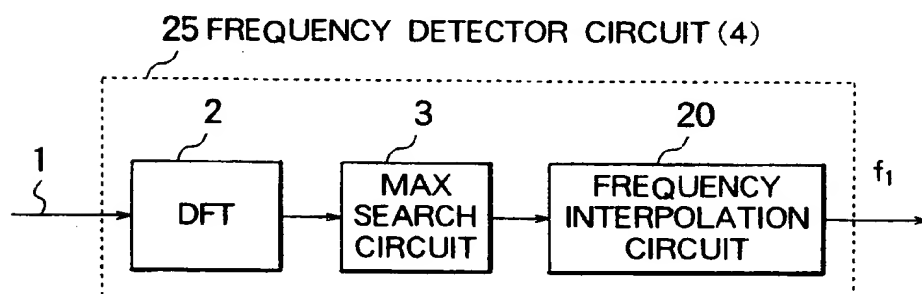 25 FREQUENCY DETECTOR CIRCUIT (4)
1
2
DFT
3
MAX
SEARCH
CIRCUIT
20
FREQUENCY
INTERPOLATION
CIRCUIT
f₁